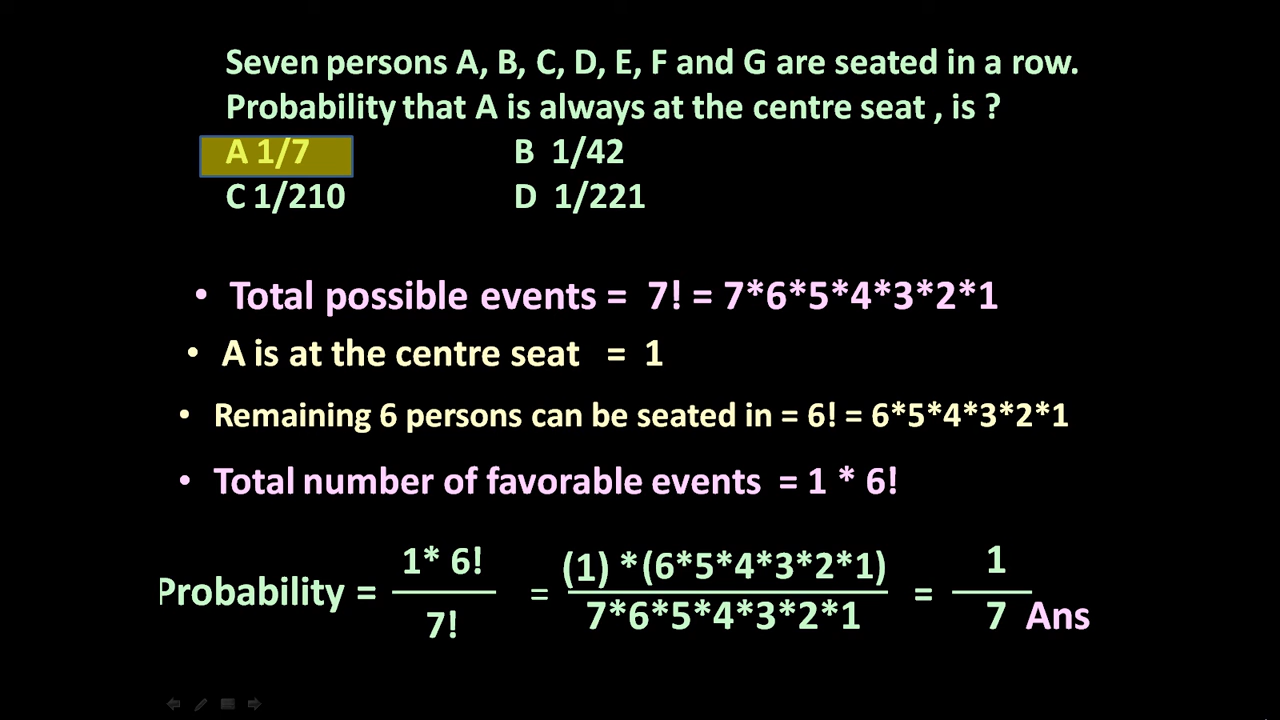 Seven persons A, B, C, D, E, F and G are seated in a row.
Probability that A is always at the centre seat , is ?
A 1/7 B 1/42
C 1/210 D 1/221
• Total possible events = 7! = 7*6*5*4*3*2*1
• A is at the centre seat = 1
• Remaining 6 persons can be seated in = 6! = 6*5*4*3*2*1
• Total number of favorable events = 1 * 6!
1* 6! (1) *(6*5*4*3*2*1) 1
Probability = = =
7! 7*6*5*4*3*2*1 7 Ans